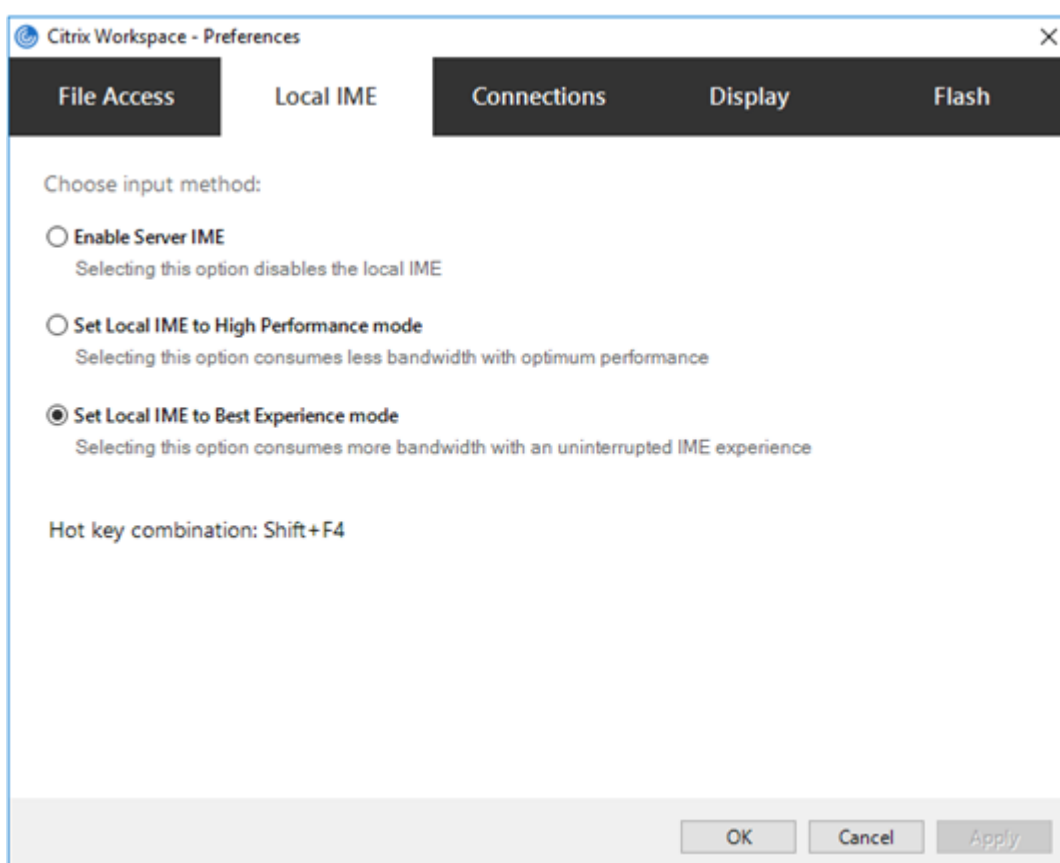 Citrix Workspace - Preferences
File Access Local IME Connections Display Flash
Choose input method:
Enable Server IME
Selecting this option disables the local IME
Set Local IME to High Performance mode
Selecting this option consumes less bandwidth with optimum performance
Set Local IME to Best Experience mode
Selecting this option consumes more bandwidth with an uninterrupted IME experience
Hot key combination: Shift+F4
OK Cancel Apply